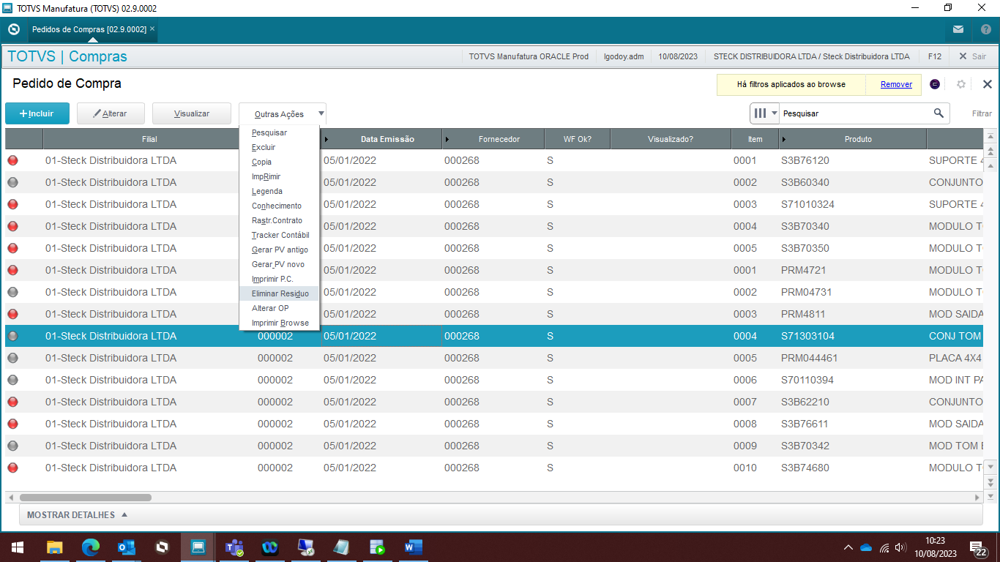 TOTVS Manufatura (TOTVS) 02.9.0002
Pedidos de Compras [02.9.0002] ×
TOTVS | Compras
TOTVS Manufatura ORACLE Prod
lgodoy.adm
10/08/2023
STECK DISTRIBUIDORA LTDA / Steck Distribuidora LTDA
F12
Sair
Pedido de Compra
Há filtros aplicados ao browse
Remover
+Incluir
Alterar
Visualizar
Outras Ações
Pesquisar
Filtrar
Pesquisar
Excluir
Copia
ImpRimir
Legenda
Conhecimento
Rastr.Contrato
Tracker Contábil
Gerar PV antigo
Gerar PV novo
Imprimir P.C.
Eliminar Resíduo
Alterar OP
Imprimir Browse
Filial Data Emissão Fornecedor WF Ok? Visualizado? Item Produto
01-Steck Distribuidora LTDA 05/01/2022 000268 S 0001 S3B76120 SUPORTE 4
01-Steck Distribuidora LTDA 05/01/2022 000268 S 0002 S3B60340 CONJUNTO
01-Steck Distribuidora LTDA 05/01/2022 000268 S 0003 S71010324 SUPORTE 4
01-Steck Distribuidora LTDA 05/01/2022 000268 S 0004 S3B70340 MODULO T
01-Steck Distribuidora LTDA 05/01/2022 000268 S 0005 S3B70350 MODULO T
01-Steck Distribuidora LTDA 05/01/2022 000268 S 0001 PRM4721 MODULO T
01-Steck Distribuidora LTDA 05/01/2022 000268 S 0002 PRM04731 MODULO T
01-Steck Distribuidora LTDA 05/01/2022 000268 S 0003 PRM4811 MOD SAIDA
01-Steck Distribuidora LTDA 000002 05/01/2022 000268 S 0004 S71303104 CONJ TOM
01-Steck Distribuidora LTDA 000002 05/01/2022 000268 S 0005 PRM044461 PLACA 4X4
01-Steck Distribuidora LTDA 000002 05/01/2022 000268 S 0006 S70110394 MOD INT PA
01-Steck Distribuidora LTDA 000002 05/01/2022 000268 S 0007 S3B62210 CONJUNTO
01-Steck Distribuidora LTDA 000002 05/01/2022 000268 S 0008 S3B76611 MOD SAIDA
01-Steck Distribuidora LTDA 000002 05/01/2022 000268 S 0009 S3B70342 MOD TOM E
01-Steck Distribuidora LTDA 000002 05/01/2022 000268 S 0010 S3B74680 MODULO T
MOSTRAR DETALHES
10:23
10/08/2023
22